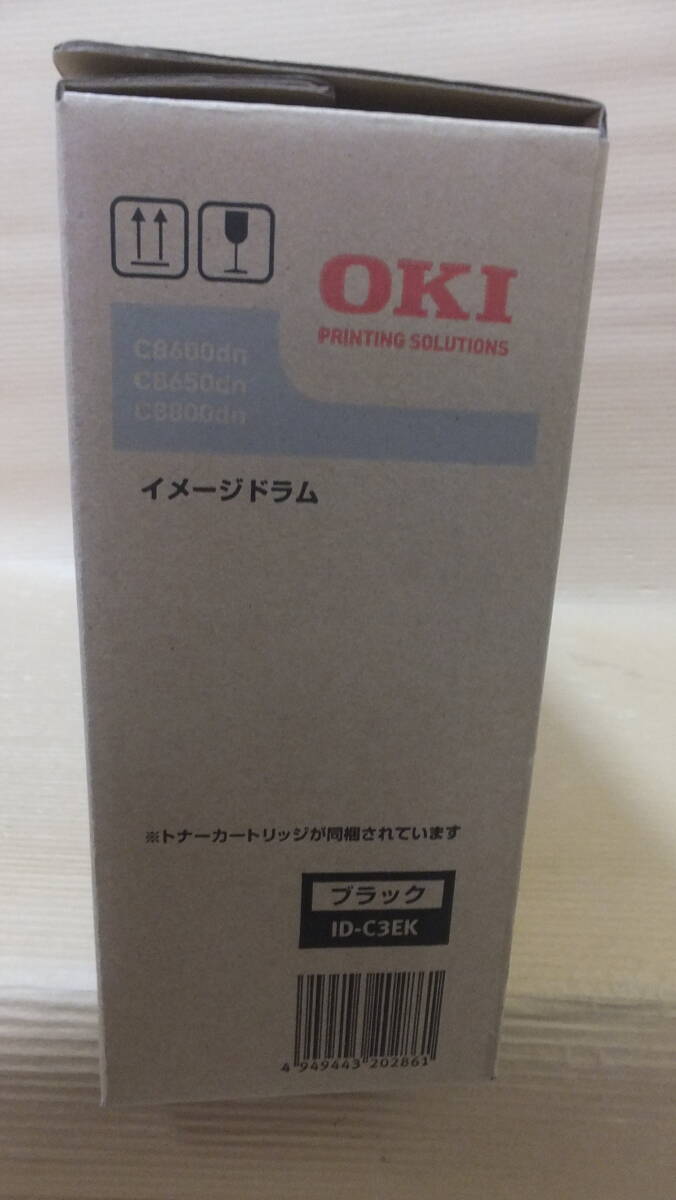 OKI
PRINTING SOLUTIONS
C8600dn
C8650dn
C8800dn
イメージドラム
※トナーカートリッジが同梱されています
ブラック
ID-C3EK
4 949443 202861